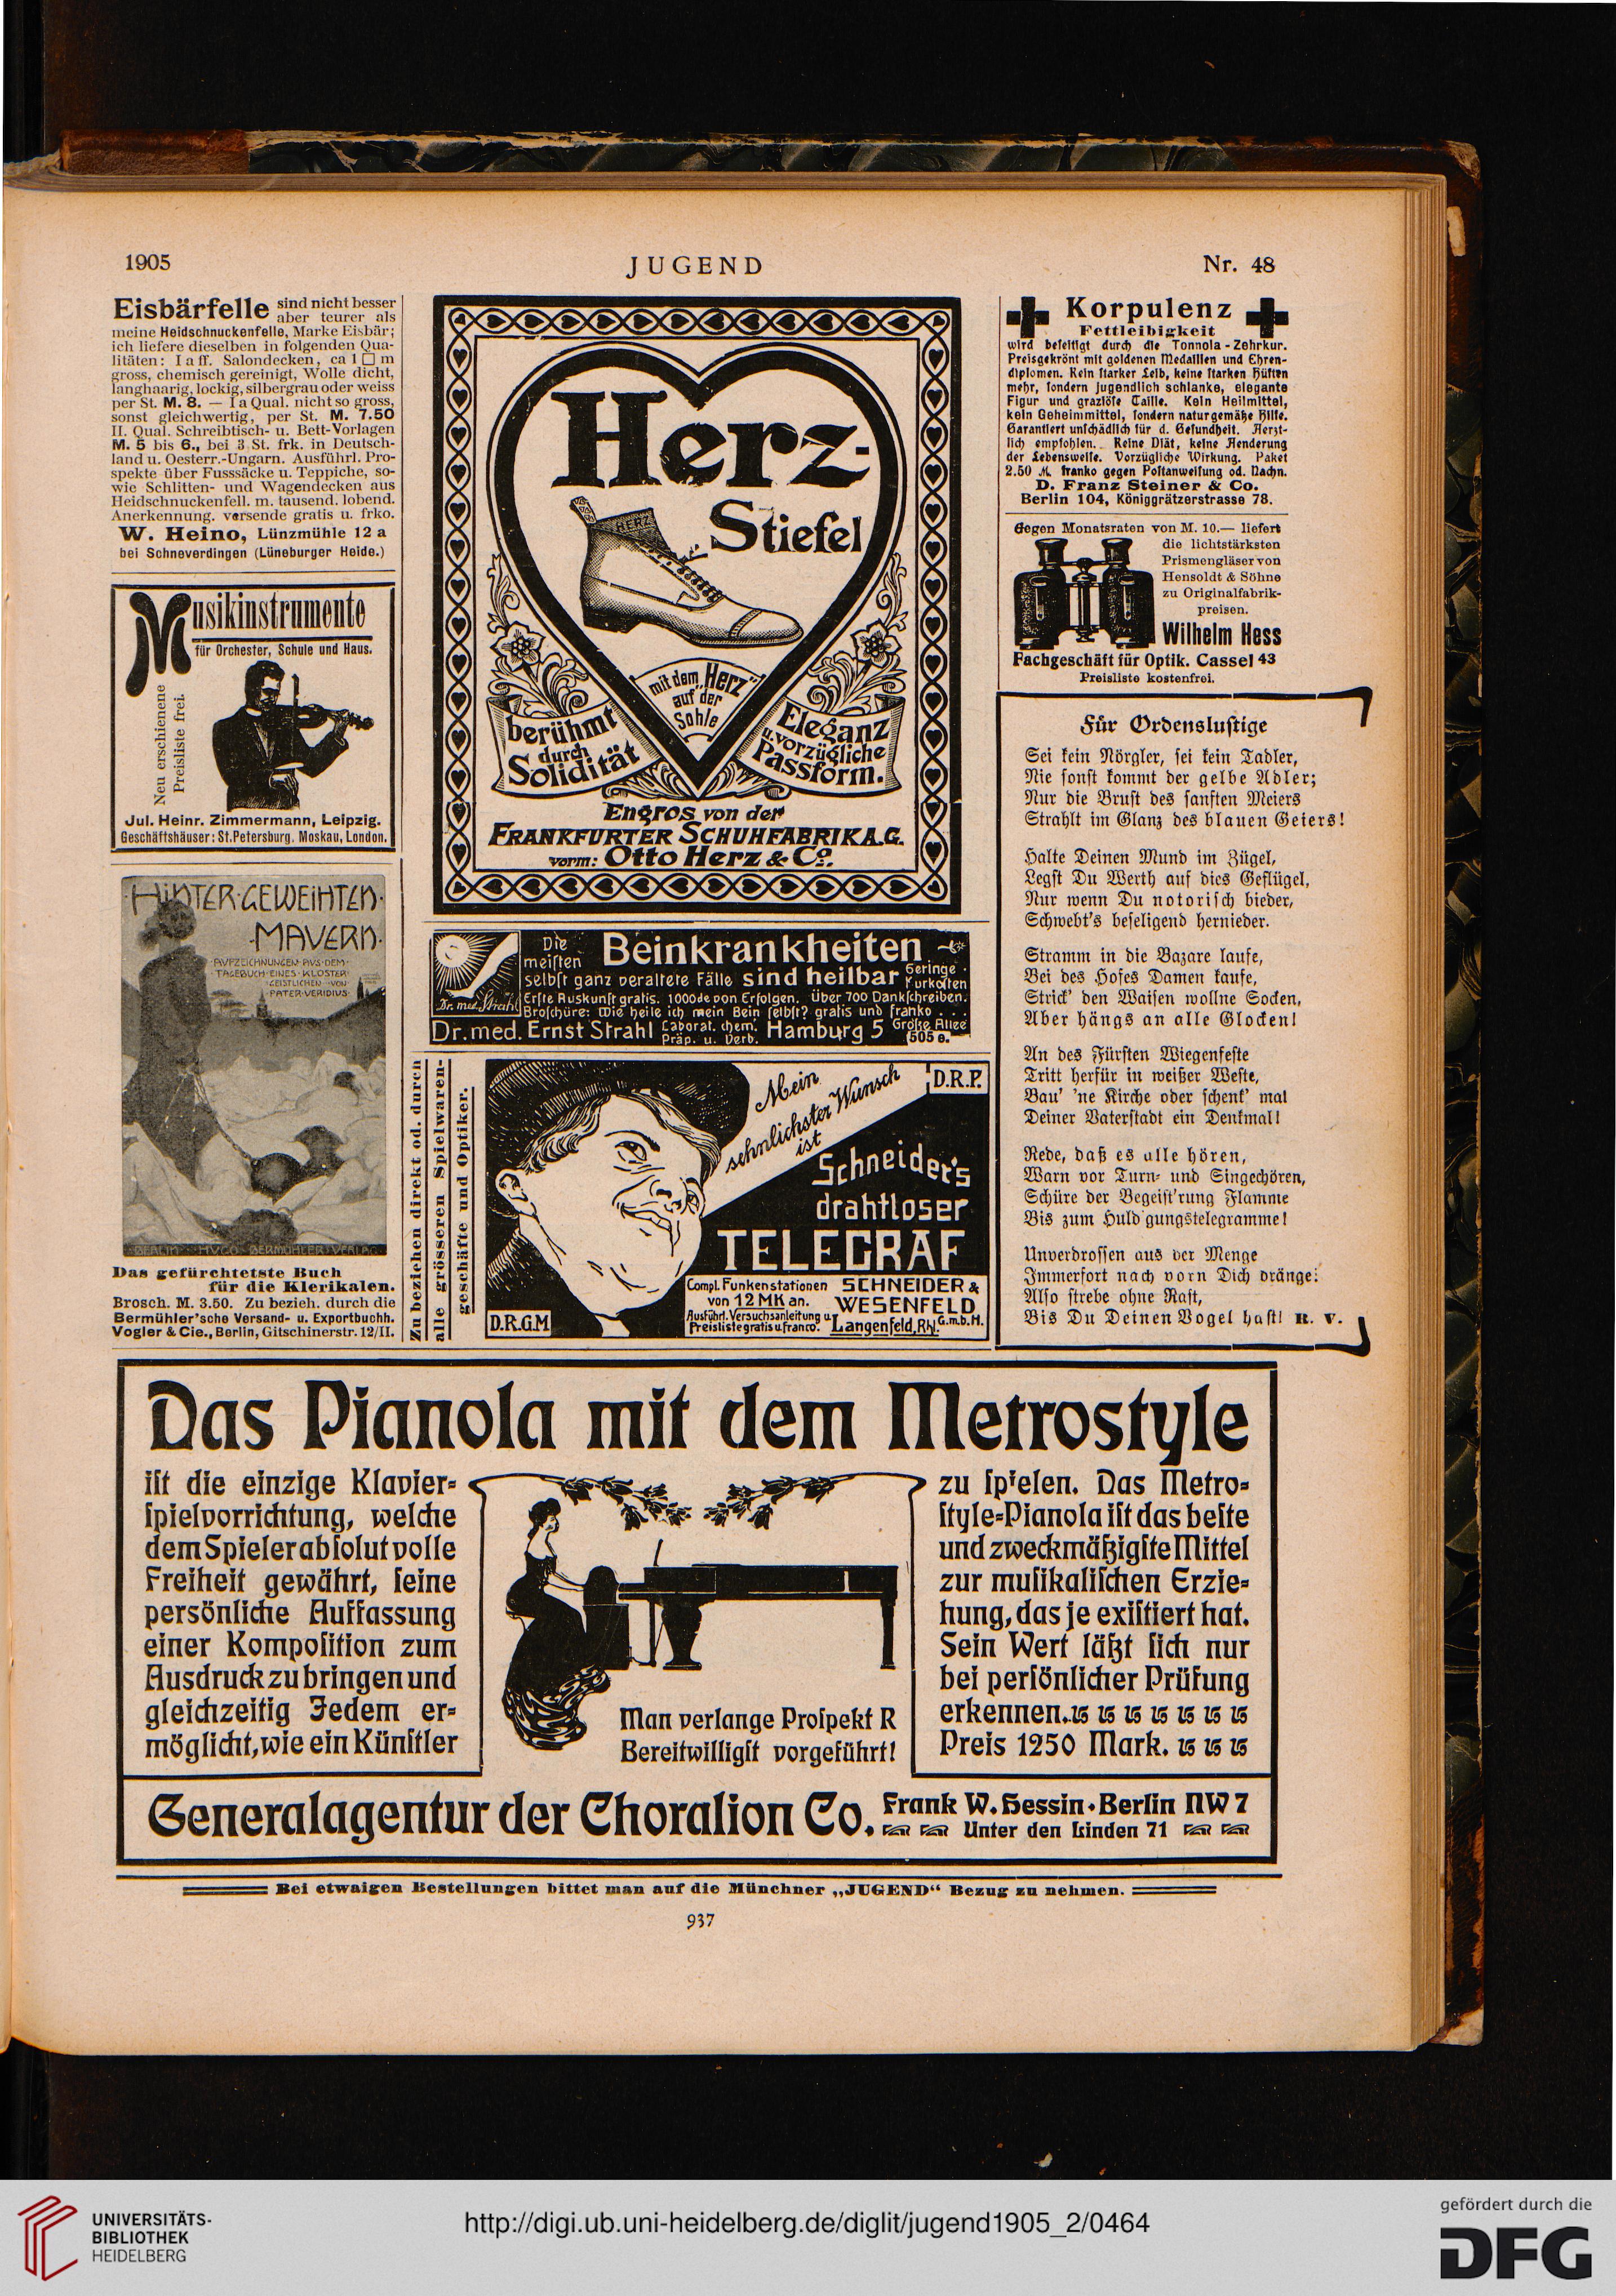 1905
JUGEND
Nr. 48
Eisbärfelle sind nicht besser
aber teurer als
meine Heidschnuckenfelle, Marke Eisbär;
ich liefere dieselben in folgenden Qua-
litäten: I a ff. Salondecken, ca 1 □ m
gross, chemisch gereinigt, Wolle dicht,
langhaarig, lockig, silbergrau oder weiss
per St. M. 8. — I a Qual. nicht so gross,
sonst gleichwertig, per St. M. 7.50
II. Qual. Schreibtisch- u. Bett-Vorlagen
M. 5 bis 6., bei 3 St. frk. in Deutsch-
land u. Oesterr.-Ungarn. Ausführl. Pro-
spekte über Fusssäcke u. Teppiche, so-
wie Schlitten- und Wagendecken aus
Heidschnuckenfell. m. tausend. lobend.
Anerkennung. versende gratis u. frko.
W. Heino, Lünzmühle 12 a
bei Schneverdingen (Lüneburger Heide.)
Musikinstrumente
für Orchester, Schule und Haus.
Neu erschienene
Preisliste frei.
Jul. Heinr. Zimmermann, Leipzig.
Geschäftshäuser: St. Petersburg, Moskau, London.
HINTER·GEWEIHTEN·
·MAVERN·
·AVFZEICHNUNGEN·AVS·DEM·
TAGEBUCH·EINES·KLOSTER
GEISTLICHEN·VON
·PATER·VERIDIVS·
BERLIN· HVGO BERMÜHLER VERLAG
Das gefürchtetste Buch
für die Klerikalen.
Brosch. M. 3.50. Zu bezieh. durch die
Bermühler'sche Versand- u. Exportbuchh.
Vogler & Cie., Berlin, Gitschinerstr. 12/II.
Herz-
Stiefel
HERZ
mit dem „Herz"
auf der
Sohle
berühmt
durch
Solidität
Eleganz
u. vorzügliche
Passform.
Engros von der
FRANKFURTER SCHUHFABRIK A.G.
vorm: Otto Herz & Co.
Die
meisten Beinkrankheiten
selbst ganz veraltete Fälle sind heilbar Geringe
Kurkosten
Dr. med. Strahl
Erste Auskunft gratis. 1000de von Erfolgen. Über 700 Dankschreiben.
Broschüre: Wie heile ich mein Bein selbst? gratis und franko . . .
Dr. med. Ernst Strahl Laborat. chem.
Präp. u. Verb. Hamburg 5 Große Allee
505 e.
Zu beziehen direkt od. durch
alle grösseren Spielwaren-
geschäfte und Optiker.
Mein
sehnlichster Wunsch
ist
D.R.P.
Schneider's
drahtloser
TELEGRAF
Compl. Funkenstationen
von 12 MK an.
Ausführl. Versuchsanleitung u.
Preisliste gratis u. franco.
SCHNEIDER &
WESENFELD
G.m.b.H.
Langenfeld, Rhl.
D.R.G.M
Korpulenz
Fettleibigkeit
wird beseitigt durch die Tonnola-Zehrkur.
Preisgekrönt mit goldenen Medaillen und Ehren-
diplomen. Kein starker Leib, keine starken Hüften
mehr, sondern jugendlich schlanke, elegante
Figur und graziöse Taille. Kein Heilmittel,
kein Geheimmittel, sondern naturgemäße Hilfe.
Garantiert unschädlich für d. Gesundheit. Aerzt-
lich empfohlen. Keine Diät, keine Aenderung
der Lebensweise. Vorzügliche Wirkung. Paket
2.50 M. franko gegen Postanweisung od. Nachn.
D. Franz Steiner & Co.
Berlin 104, Königgrätzerstrasse 78.
Gegen Monatsraten von M. 10.— liefert
die lichtstärksten
Prismengläser von
Hensoldt & Söhne
zu Originalfabrik-
preisen.
Wilhelm Hess
Fachgeschäft für Optik. Cassel 43
Preisliste kostenfrei.
Für Ordenslustige
Sei kein Nörgler, sei kein Tadler,
Nie sonst kommt der gelbe Adler;
Nur die Brust des sanften Meiers
Strahlt im Glanz des blauen Geiers!
Halte Deinen Mund im Zügel,
Legst Du Werth auf dies Geflügel,
Nur wenn Du notorisch bieder,
Schwebt's beseligend hernieder.
Stramm in die Bazare laufe,
Bei des Hofes Damen kaufe,
Strick' den Waisen wollne Socken,
Aber hängs an alle Glocken!
An des Fürsten Wiegenfeste
Tritt herfür in weißer Weste,
Bau' 'ne Kirche oder schenk' mal
Deiner Vaterstadt ein Denkmal!
Rede, daß es alle hören,
Warn vor Turn- und Singechören,
Schüre der Begeist'rung Flamme
Bis zum Huldigungstelegramme!
Unverdrossen aus der Menge
Immerfort nach vorn Dich dränge:
Also strebe ohne Rast,
Bis Du Deinen Vogel hast! R. V.
Das Pianola mit dem Metrostyle
ist die einzige Klavier-
spielvorrichtung, welche
dem Spieler absolut volle
Freiheit gewährt, seine
persönliche Auffassung
einer Komposition zum
Ausdruck zu bringen und
gleichzeitig Jedem er-
möglicht, wie ein Künstler
Man verlange Prospekt R
Bereitwilligst vorgeführt!
zu spielen. Das Metro-
style-Pianola ist das beste
und zweckmäßigste Mittel
zur musikalischen Erzie-
hung, das je existiert hat.
Sein Wert läßt sich nur
bei persönlicher Prüfung
erkennen.
Preis 1250 Mark.
Generalagentur der Choralion Co. Frank W. Hessin · Berlin NW 7
Unter den Linden 71
Bei etwaigen Bestellungen bittet man auf die Münchner „JUGEND" Bezug zu nehmen.
937
UNIVERSITÄTS-
BIBLIOTHEK
HEIDELBERG
http://digi.ub.uni-heidelberg.de/diglit/jugend1905_2/0464
gefördert durch die
DFG